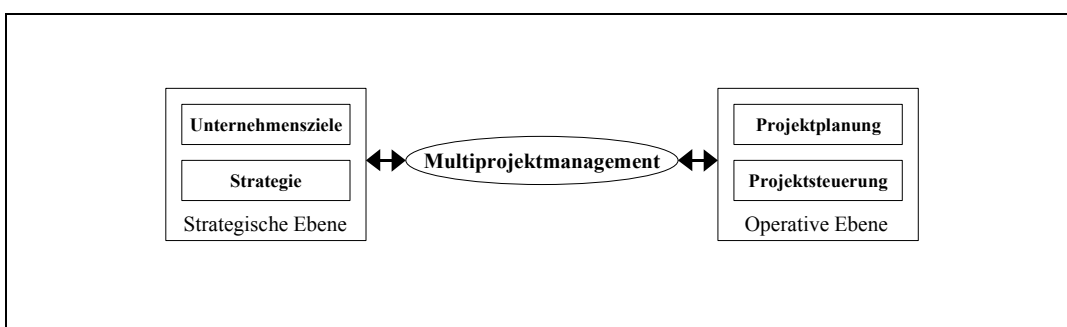 Unternehmensziele
Strategie
Strategische Ebene
Multiprojektmanagement
Projektplanung
Projektsteuerung
Operative Ebene